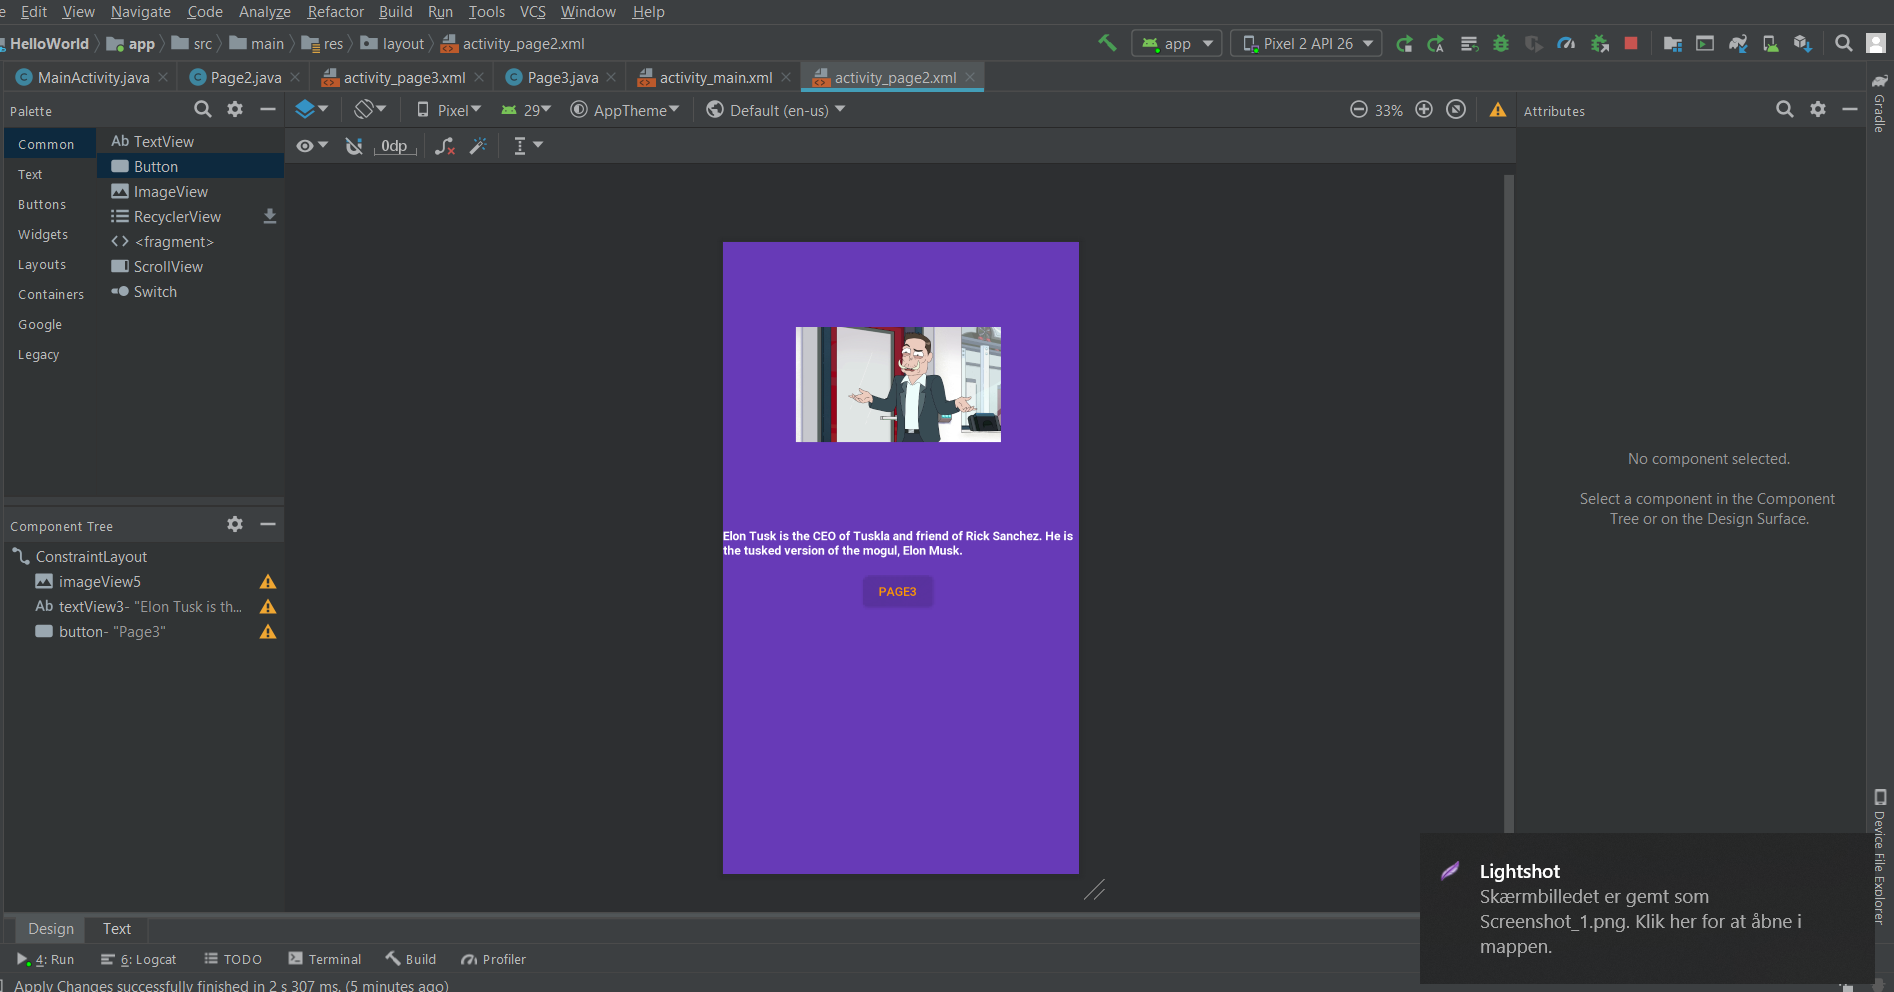 e Edit View Navigate Code Analyze Refactor Build Run Tools VCS Window Help
HelloWorld app src main res layout activity_page2.xml app Pixel 2 API 26
MainActivity.java Page2.java activity_page3.xml Page3.java activity_main.xml activity_page2.xml
Palette
Pixel 29 AppTheme Default (en-us) 33%
Attributes
Gradle
Common
Text
Buttons
Widgets
Layouts
Containers
Google
Legacy
Ab TextView
Button
ImageView
RecyclerView
<fragment>
ScrollView
Switch
0dp
Elon Tusk is the CEO of Tuskla and friend of Rick Sanchez. He is
the tusked version of the mogul, Elon Musk.
PAGE3
No component selected.
Select a component in the Component
Tree or on the Design Surface.
Component Tree
ConstraintLayout
imageView5
Ab textView3- "Elon Tusk is th...
button- "Page3"
Device File Explorer
Lightshot
Skærmbilledet er gemt som
Screenshot_1.png. Klik her for at åbne i
mappen.
Design Text
4: Run 6: Logcat TODO Terminal Build Profiler
Apply Changes successfully finished in 2 s 307 ms. (5 minutes ago)